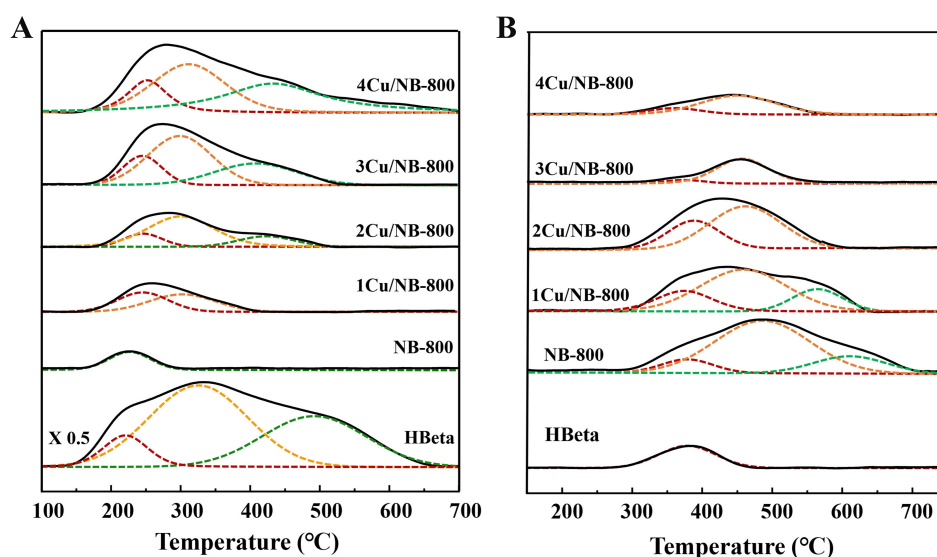 A
4Cu/NB-800
3Cu/NB-800
2Cu/NB-800
1Cu/NB-800
NB-800
X 0.5
HBeta
100 200 300 400 500 600 700
Temperature (℃)
B
4Cu/NB-800
3Cu/NB-800
2Cu/NB-800
1Cu/NB-800
NB-800
HBeta
200 300 400 500 600 700
Temperature (℃)